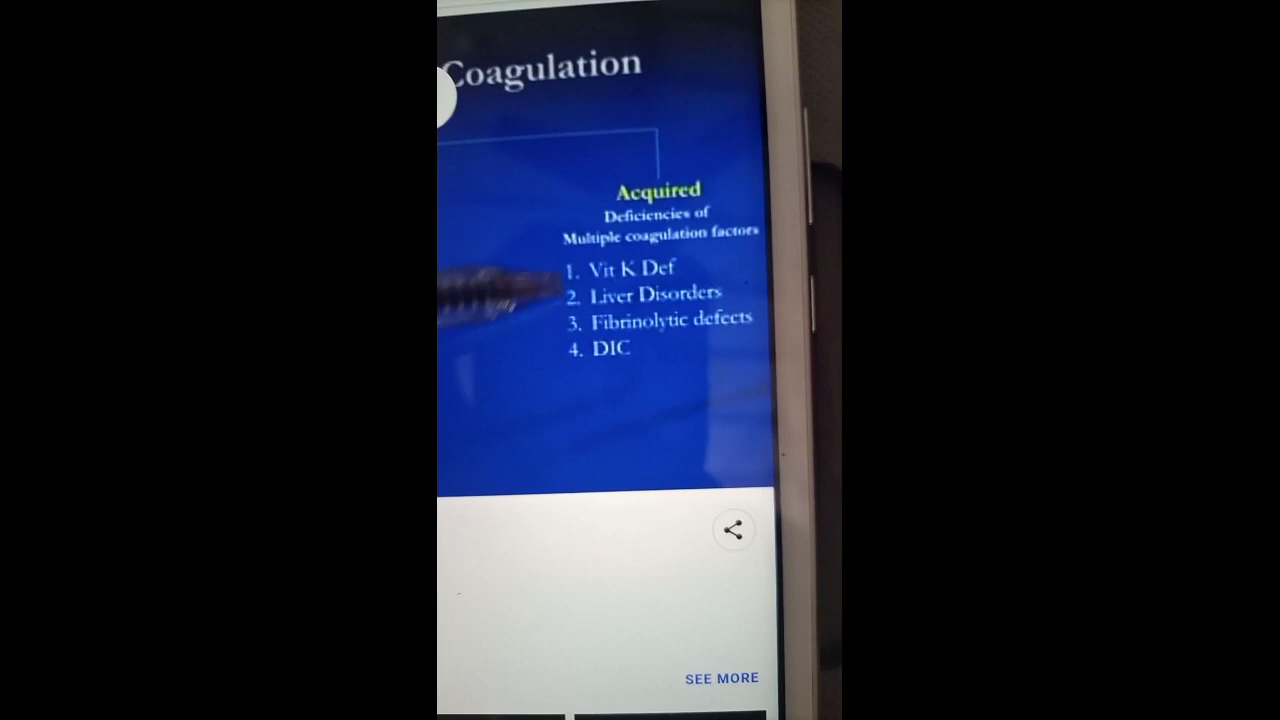 Coagulation
Acquired
Deficiencies of
Multiple coagulation factors
1. Vit K Def
2. Liver Disorders
3. Fibrinolytic defects
4. DIC
SEE MORE